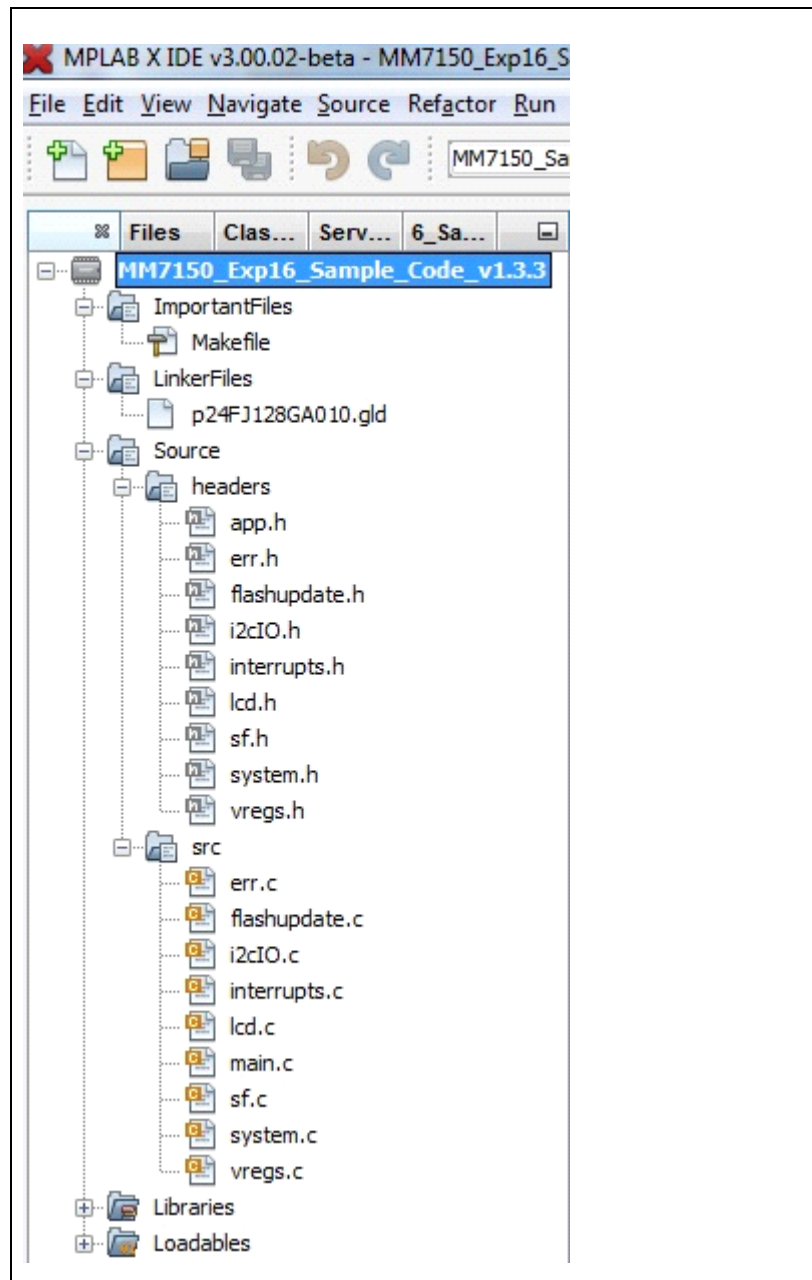 MPLAB X IDE v3.00.02-beta - MM7150_Exp16_S
File Edit View Navigate Source Refactor Run
MM7150_Sa
Files Clas... Serv... 6_Sa...
MM7150_Exp16_Sample_Code_v1.3.3
ImportantFiles
Makefile
LinkerFiles
p24FJ128GA010.gld
Source
headers
app.h
err.h
flashupdate.h
i2cIO.h
interrupts.h
lcd.h
sf.h
system.h
vregs.h
src
err.c
flashupdate.c
i2cIO.c
interrupts.c
lcd.c
main.c
sf.c
system.c
vregs.c
Libraries
Loadables